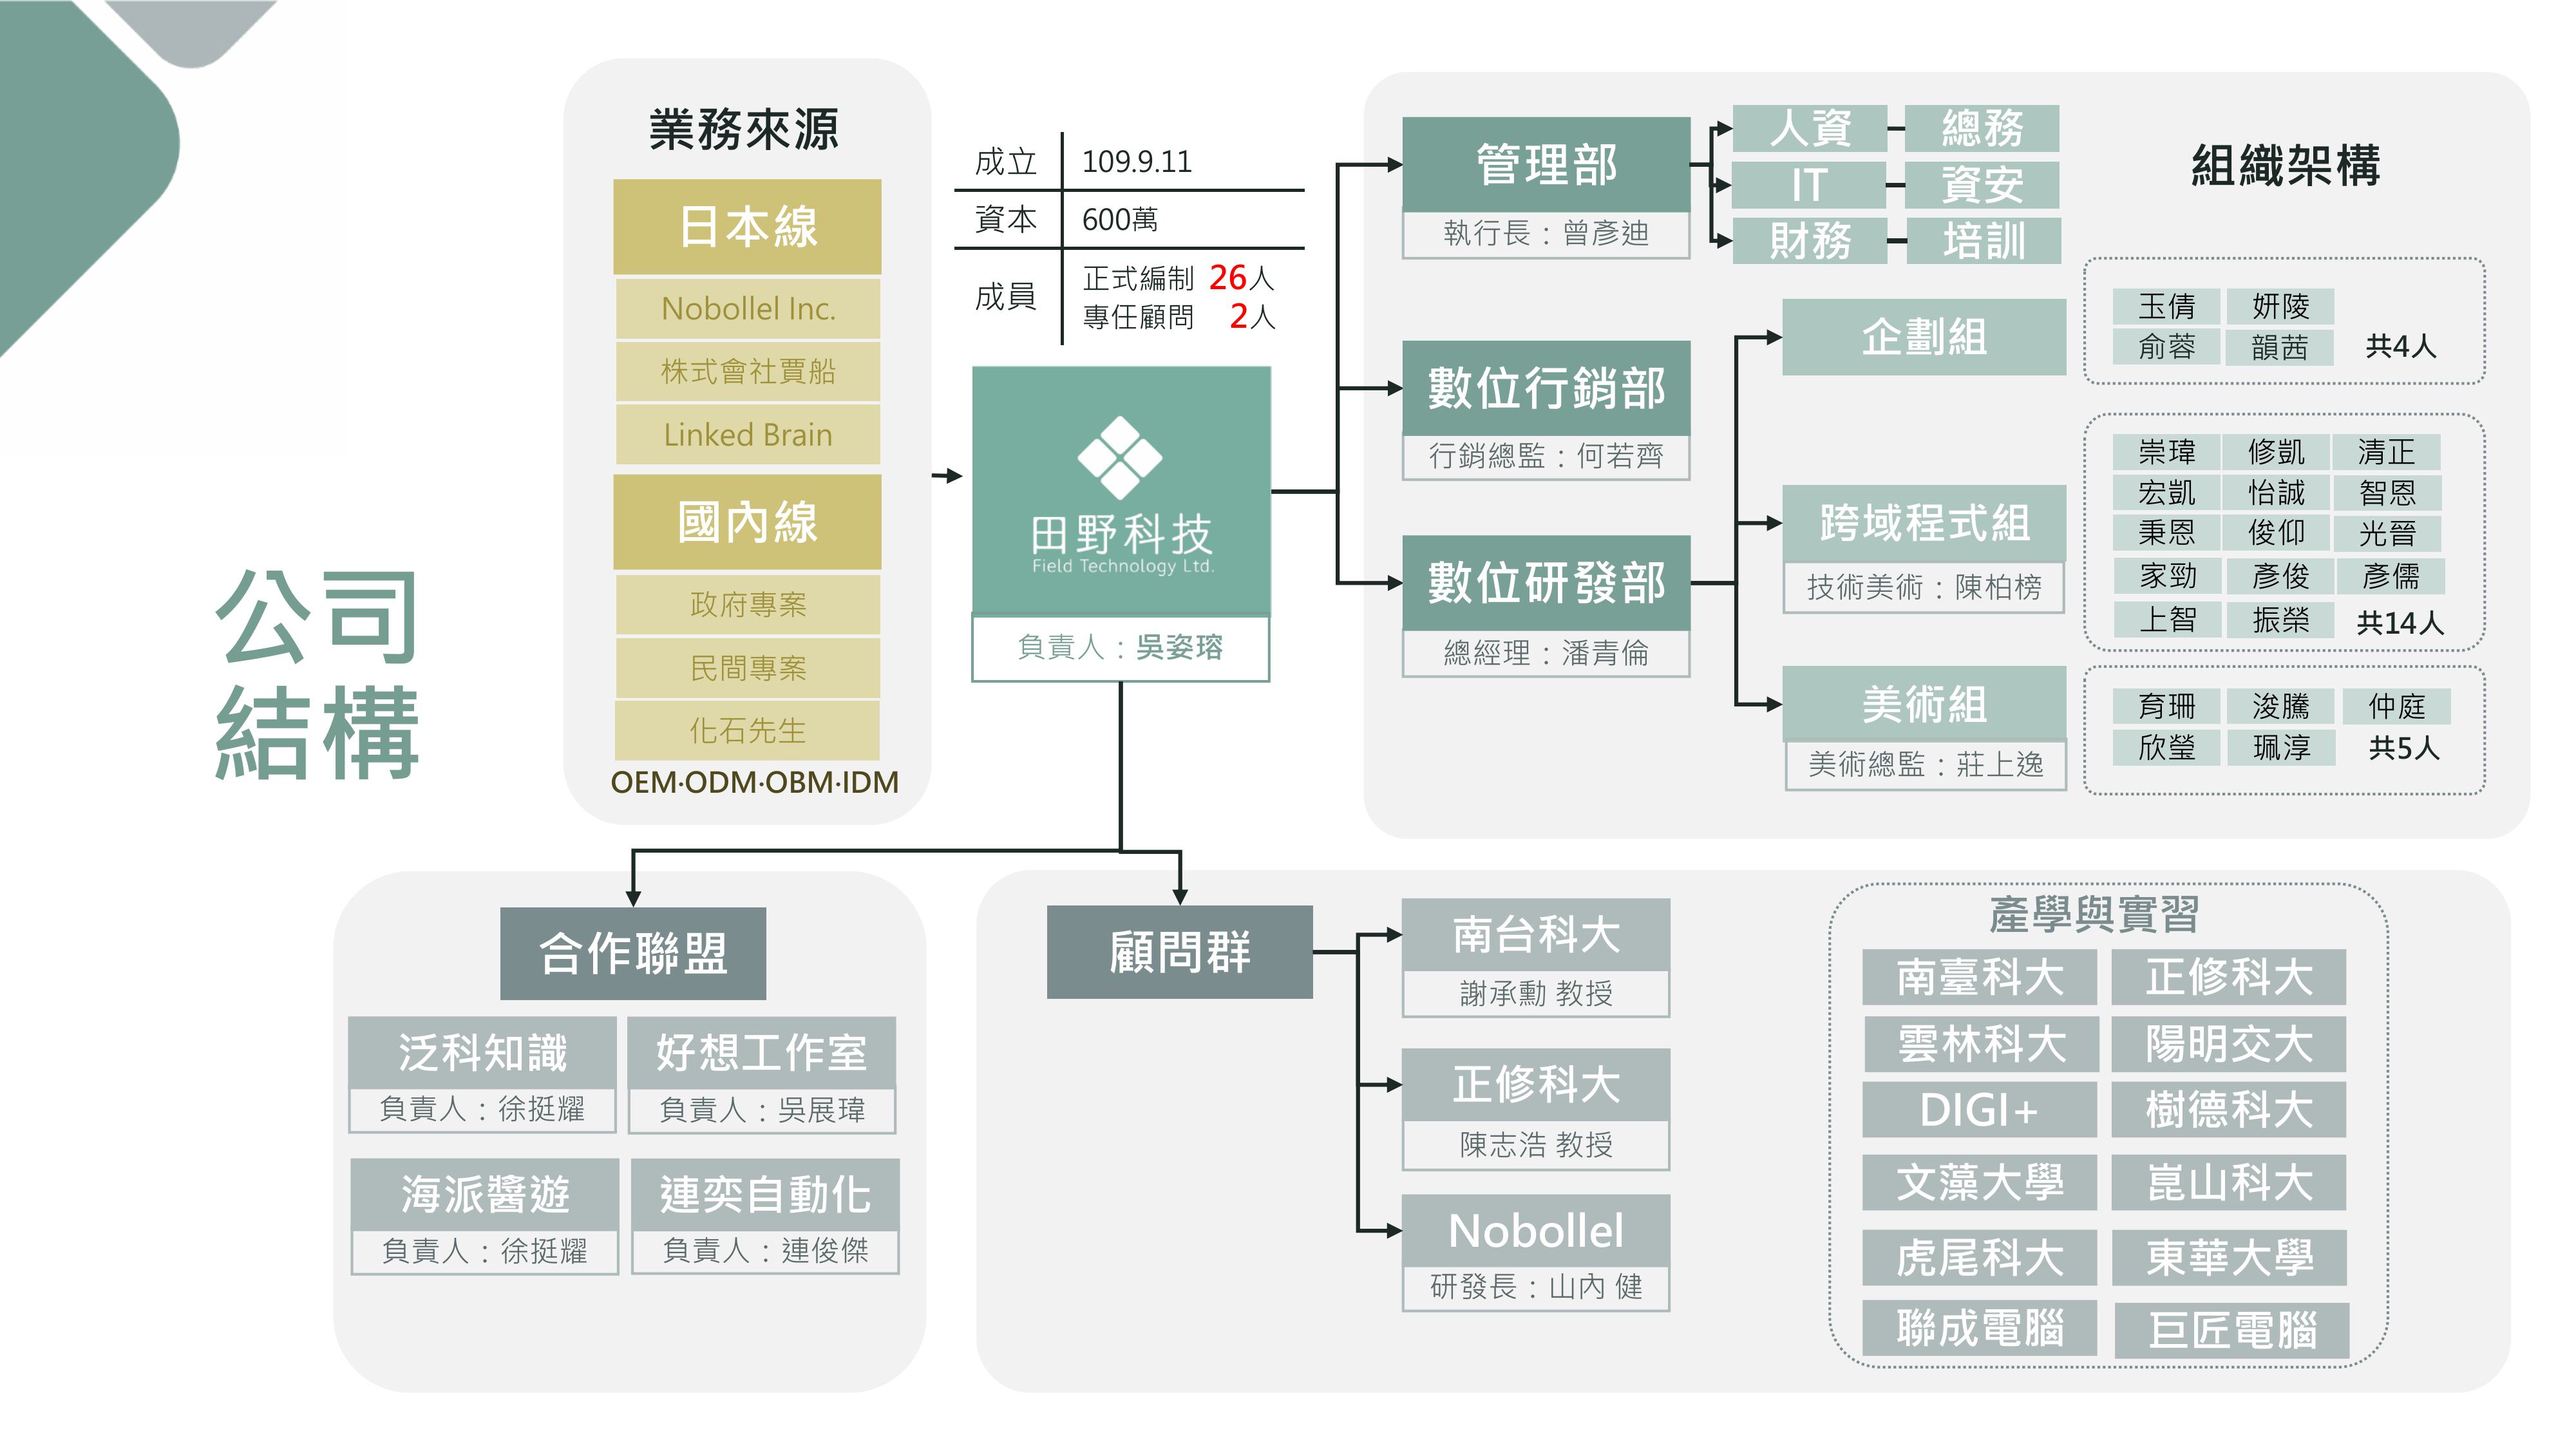 公司
結構
業務來源
日本線
Nobollel Inc.
株式會社賈船
Linked Brain
國內線
政府專案
民間專案
化石先生
OEM·ODM·OBM·IDM
成立 109.9.11
資本 600萬
成員 正式編制 26人
專任顧問 2人
田野科技
Field Technology Ltd.
負責人：吳姿瑢
組織架構
管理部
執行長：曾彥迪
人資 總務
IT 資安
財務 培訓
數位行銷部
行銷總監：何若齊
數位研發部
總經理：潘青倫
企劃組
玉倩 妍陵
俞蓉 韻茜 共4人
跨域程式組
技術美術：陳柏榜
崇瑋 修凱 清正
宏凱 怡誠 智恩
秉恩 俊仰 光晉
家勁 彥俊 彥儒
上智 振榮 共14人
美術組
美術總監：莊上逸
育珊 浚騰 仲庭
欣瑩 珮淳 共5人
合作聯盟
泛科知識 好想工作室
負責人：徐挺耀 負責人：吳展瑋
海派醬遊 連奕自動化
負責人：徐挺耀 負責人：連俊傑
顧問群
南台科大
謝承勳 教授
正修科大
陳志浩 教授
Nobollel
研發長：山內 健
產學與實習
南臺科大 正修科大
雲林科大 陽明交大
DIGI+ 樹德科大
文藻大學 崑山科大
虎尾科大 東華大學
聯成電腦 巨匠電腦